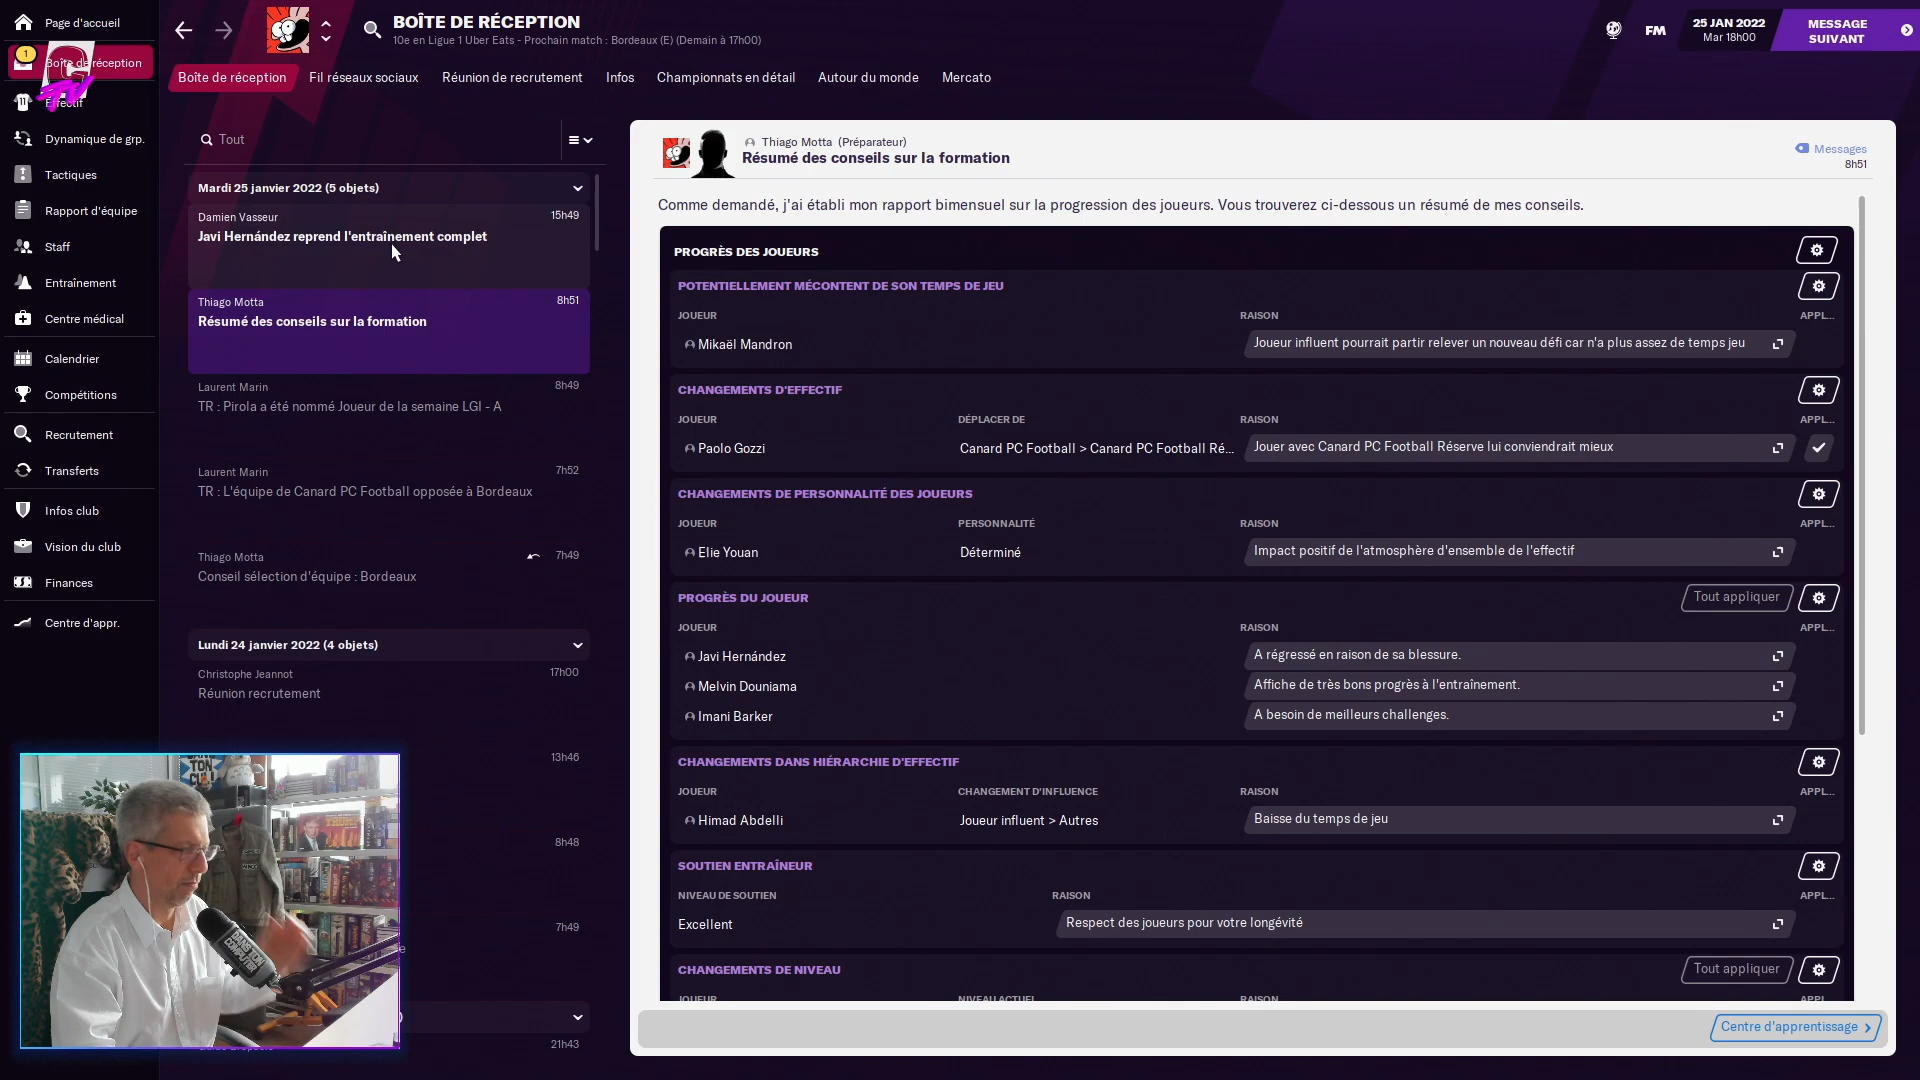 Page d'accueil
1
Boîte de réception
Effectif
Dynamique de grp.
Tactiques
Rapport d'équipe
Staff
Entraînement
Centre médical
Calendrier
Compétitions
Recrutement
Transferts
Infos club
Vision du club
Finances
Centre d'appr.
BOÎTE DE RÉCEPTION
10e en Ligue 1 Uber Eats - Prochain match : Bordeaux (E) (Demain à 17h00)
FM
25 JAN 2022
Mar 18h00
MESSAGE SUIVANT
Boîte de réception
Fil réseaux sociaux
Réunion de recrutement
Infos
Championnats en détail
Autour du monde
Mercato
Tout
Mardi 25 janvier 2022 (5 objets)
Damien Vasseur 15h49
Javi Hernández reprend l'entraînement complet
Thiago Motta 8h51
Résumé des conseils sur la formation
Laurent Marin 8h49
TR : Pirola a été nommé Joueur de la semaine LGI - A
Laurent Marin 7h52
TR : L'équipe de Canard PC Football opposée à Bordeaux
Thiago Motta 7h49
Conseil sélection d'équipe : Bordeaux
Lundi 24 janvier 2022 (4 objets)
Christophe Jeannot 17h00
Réunion recrutement
13h46
8h48
7h49
21h43
DANS TON CUL!
DANS TON COMPUTER
Thiago Motta (Préparateur)
Résumé des conseils sur la formation
Messages
8h51
Comme demandé, j'ai établi mon rapport bimensuel sur la progression des joueurs. Vous trouverez ci-dessous un résumé de mes conseils.
PROGRÈS DES JOUEURS
POTENTIELLEMENT MÉCONTENT DE SON TEMPS DE JEU
JOUEUR RAISON APPL...
Mikaël Mandron Joueur influent pourrait partir relever un nouveau défi car n'a plus assez de temps jeu
CHANGEMENTS D'EFFECTIF
JOUEUR DÉPLACER DE RAISON APPL...
Paolo Gozzi Canard PC Football > Canard PC Football Ré... Jouer avec Canard PC Football Réserve lui conviendrait mieux
CHANGEMENTS DE PERSONNALITÉ DES JOUEURS
JOUEUR PERSONNALITÉ RAISON APPL...
Elie Youan Déterminé Impact positif de l'atmosphère d'ensemble de l'effectif
PROGRÈS DU JOUEUR Tout appliquer
JOUEUR RAISON APPL...
Javi Hernández A régressé en raison de sa blessure.
Melvin Douniama Affiche de très bons progrès à l'entraînement.
Imani Barker A besoin de meilleurs challenges.
CHANGEMENTS DANS HIÉRARCHIE D'EFFECTIF
JOUEUR CHANGEMENT D'INFLUENCE RAISON APPL...
Himad Abdelli Joueur influent > Autres Baisse du temps de jeu
SOUTIEN ENTRAÎNEUR
NIVEAU DE SOUTIEN RAISON APPL...
Excellent Respect des joueurs pour votre longévité
CHANGEMENTS DE NIVEAU Tout appliquer
JOUEUR NIVEAU ACTUEL RAISON APPL...
Centre d'apprentissage